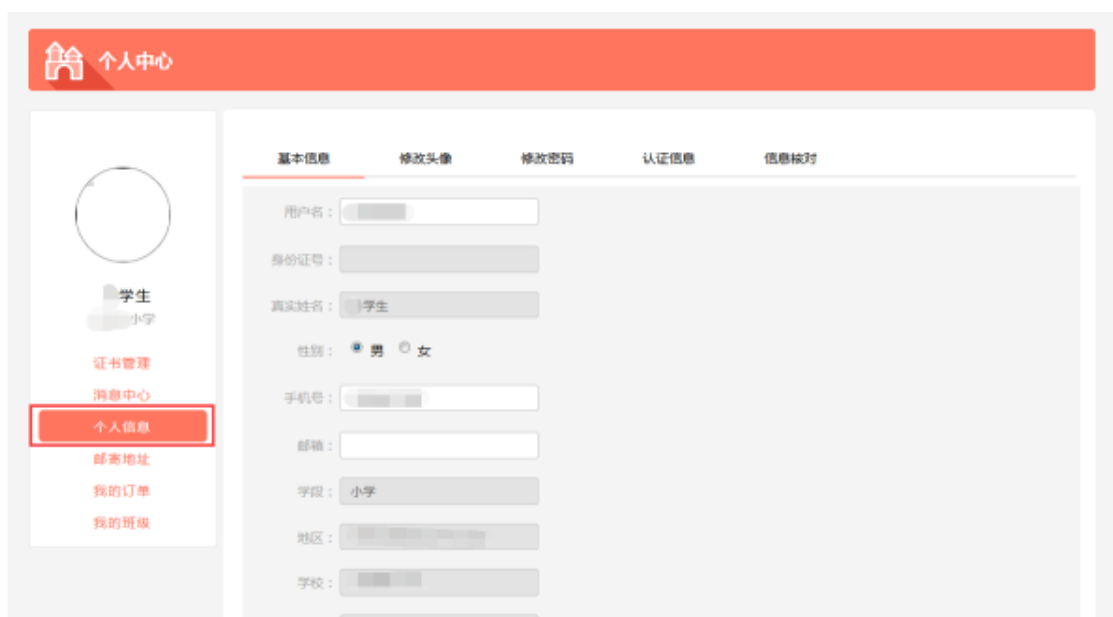 个人中心
学生
小学
证书管理
消息中心
个人信息
邮寄地址
我的订单
我的班级
基本信息 修改头像 修改密码 认证信息 信息核对
用户名：
身份证号：
真实姓名： 学生
性别： 男 女
手机号：
邮箱：
学段： 小学
地区：
学校：